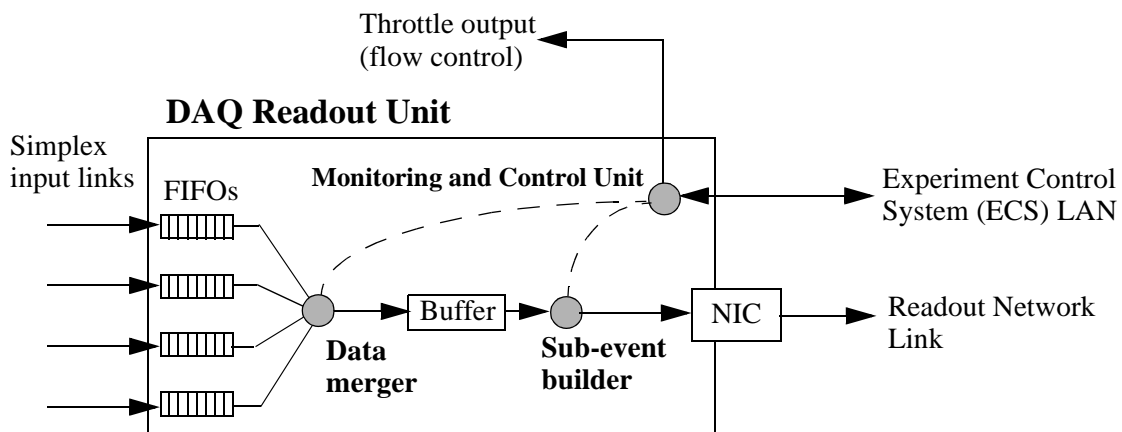 Throttle output
(flow control)
DAQ Readout Unit
Simplex
input links
FIFOs
Monitoring and Control Unit
Experiment Control
System (ECS) LAN
Buffer
NIC
Readout Network
Link
Data
merger
Sub-event
builder